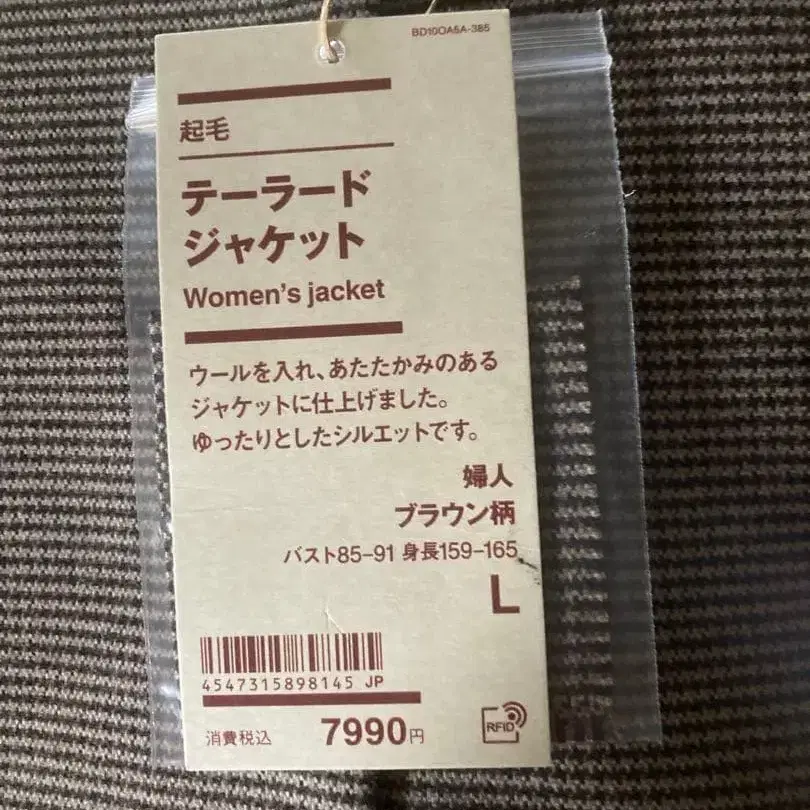 BD10OA5A-385
起毛
テーラード
ジャケット
Women's jacket
ウールを入れ、あたたかみのある
ジャケットに仕上げました。
ゆったりとしたシルエットです。
婦人
ブラウン柄
バスト85-91 身長159-165
L
4547315898145 JP
消費税込 7990円
RFID